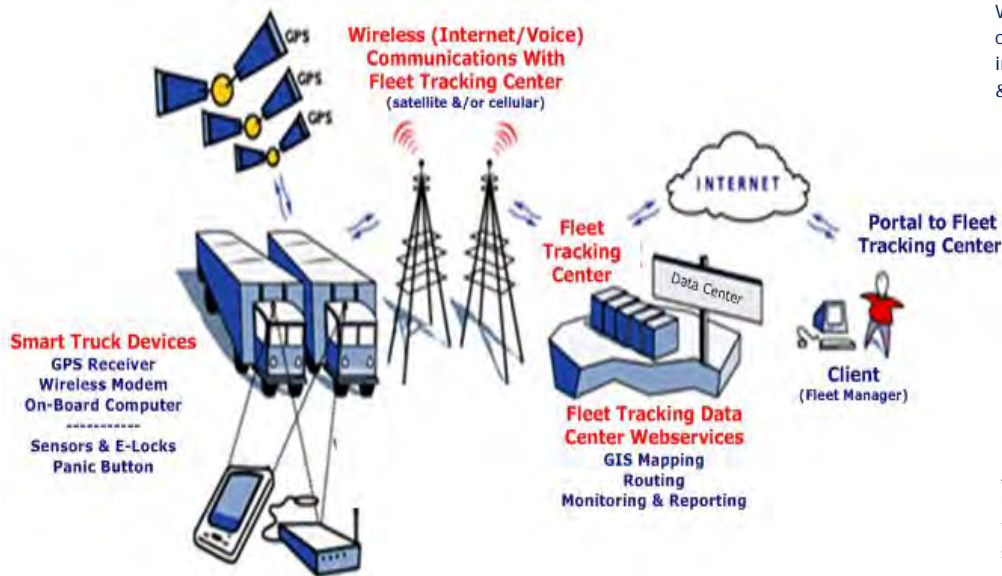 GPS
GPS
GPS
Wireless (Internet/Voice)
Communications With
Fleet Tracking Center
(satellite &/or cellular)
INTERNET
Portal to Fleet
Tracking Center
Fleet
Tracking
Center
Data Center
Smart Truck Devices
GPS Receiver
Wireless Modem
On-Board Computer
-----------
Sensors & E-Locks
Panic Button
Client
(Fleet Manager)
Fleet Tracking Data
Center Webservices
GIS Mapping
Routing
Monitoring & Reporting
&